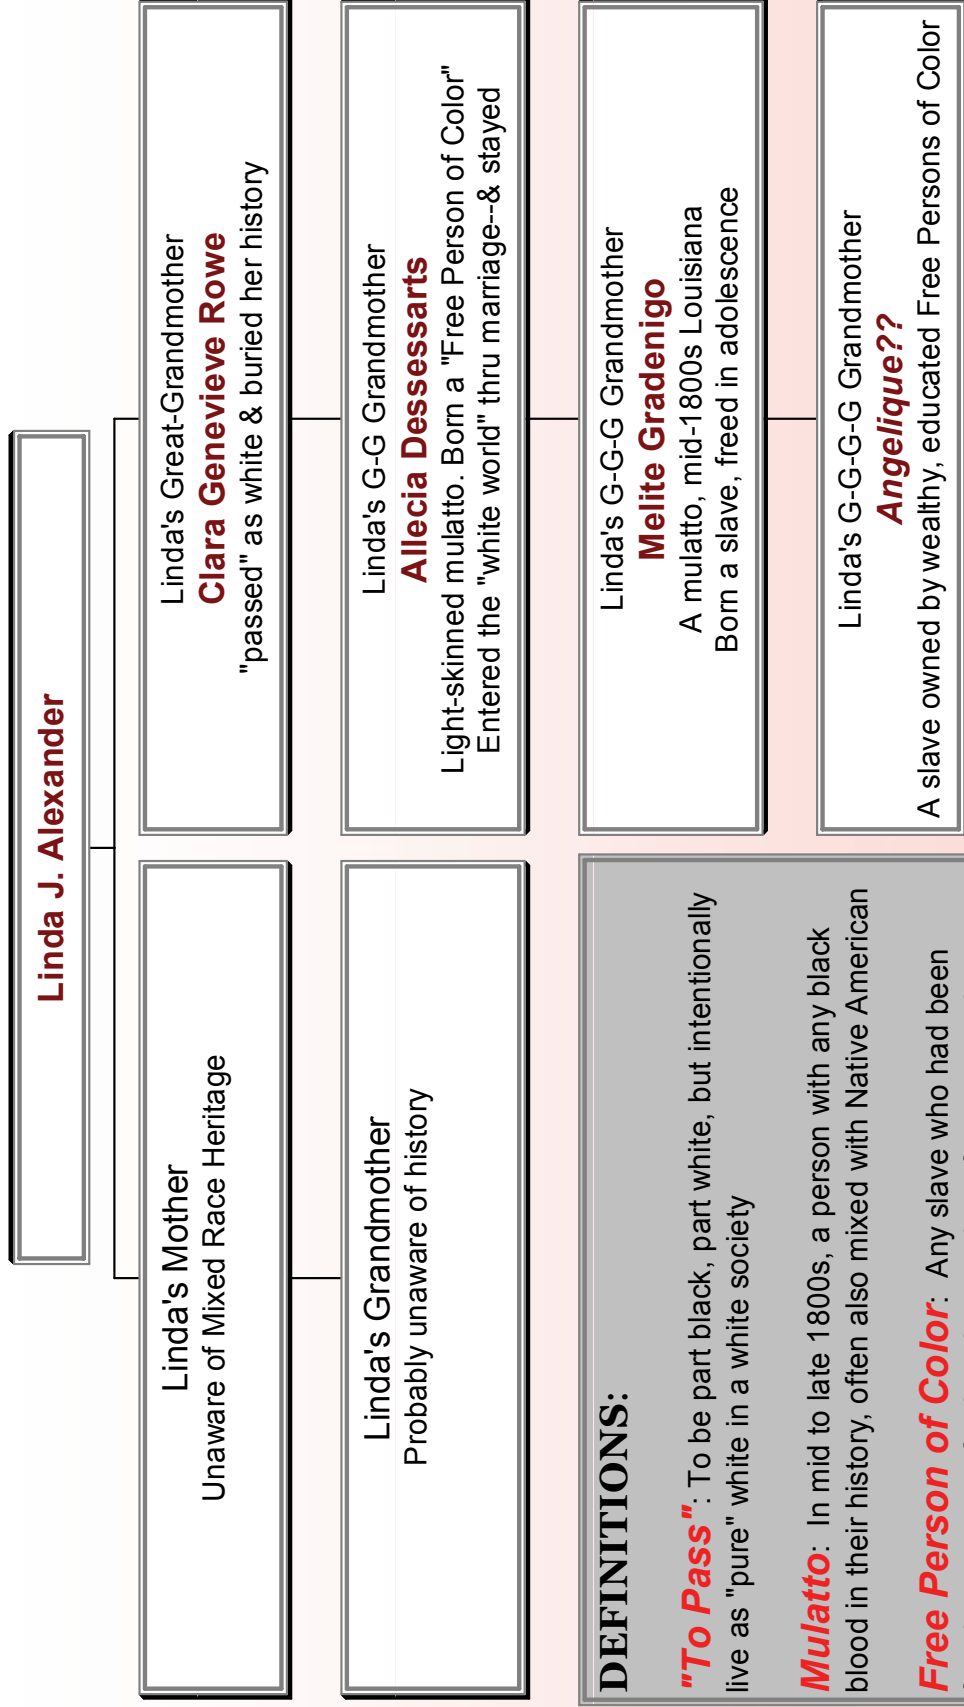 Linda J. Alexander
Linda's Mother
Unaware of Mixed Race Heritage
Linda's Grandmother
Probably unaware of history
Linda's Great-Grandmother
Clara Genevieve Rowe
"passed" as white & buried her history
Linda's G-G Grandmother
Allecia Dessessarts
Light-skinned mulatto. Born a "Free Person of Color"
Entered the "white world" thru marriage--& stayed
Linda's G-G-G Grandmother
Melite Gradenigo
A mulatto, mid-1800s Louisiana
Born a slave, freed in adolescence
Linda's G-G-G-G Grandmother
Angelique??
A slave owned by wealthy, educated Free Persons of Color
DEFINITIONS:
"To Pass": To be part black, part white, but intentionally
live as "pure" white in a white society
Mulatto: In mid to late 1800s, a person with any black
blood in their history, often also mixed with Native American
Free Person of Color: Any slave who had been